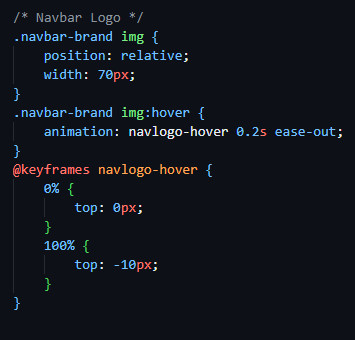 /* Navbar Logo */
.navbar-brand img {
    position: relative;
    width: 70px;
}
.navbar-brand img:hover {
    animation: navlogo-hover 0.2s ease-out;
}
@keyframes navlogo-hover {
    0% {
        top: 0px;
    }
    100% {
        top: -10px;
    }
}